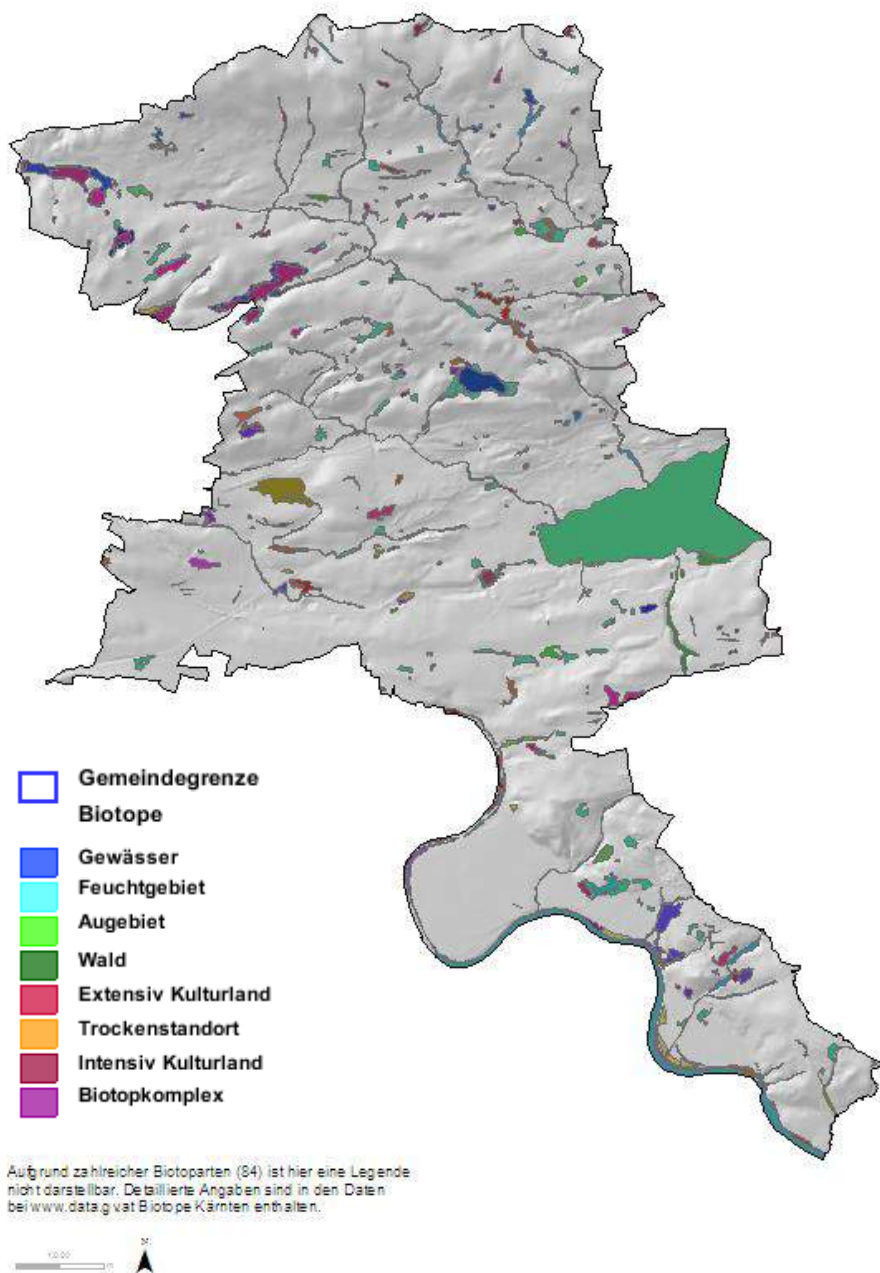 Gemeindegrenze
Biotope
Gewässer
Feuchtgebiet
Augebiet
Wald
Extensiv Kulturland
Trockenstandort
Intensiv Kulturland
Biotopkomplex
Aufgrund zahlreicher Biotoparten (84) ist hier eine Legende
nicht darstellbar. Detaillierte Angaben sind in den Daten
bei www.data.gv.at Biotope Kärnten enthalten.